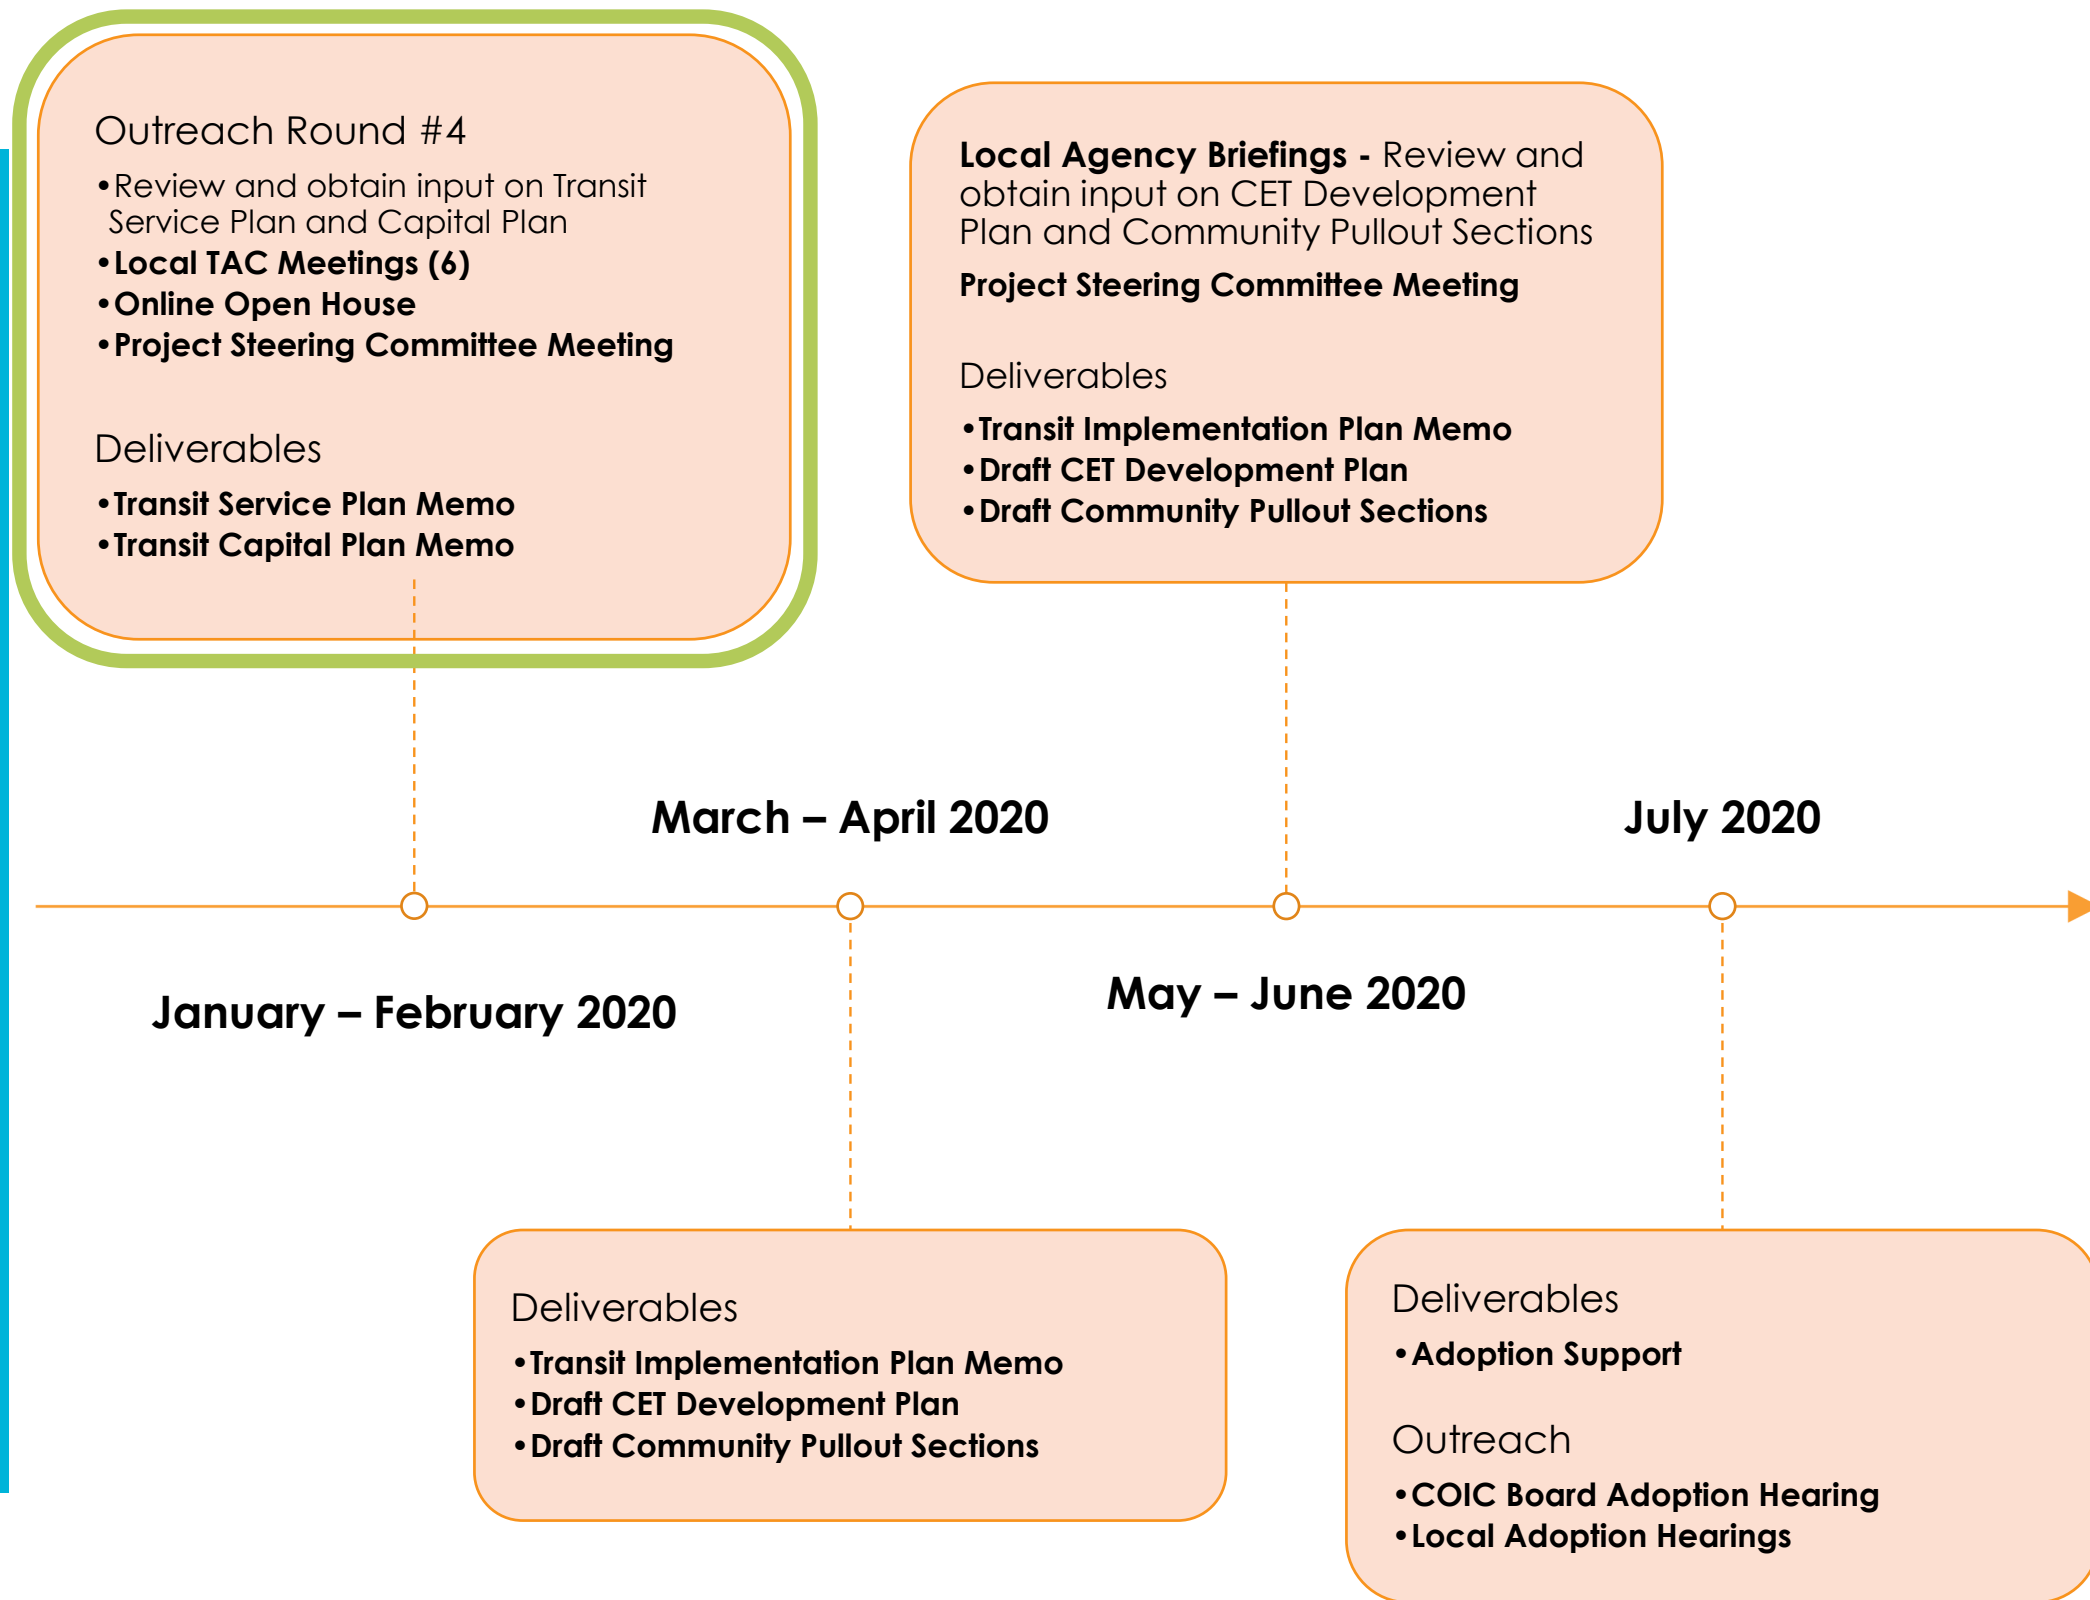 Outreach Round #4
•Review and obtain input on Transit
Service Plan and Capital Plan
•Local TAC Meetings (6)
•Online Open House
•Project Steering Committee Meeting
Deliverables
•Transit Service Plan Memo
•Transit Capital Plan Memo
Local Agency Briefings - Review and
obtain input on CET Development
Plan and Community Pullout Sections
Project Steering Committee Meeting
Deliverables
•Transit Implementation Plan Memo
•Draft CET Development Plan
•Draft Community Pullout Sections
March – April 2020
July 2020
January – February 2020
May – June 2020
Deliverables
•Transit Implementation Plan Memo
•Draft CET Development Plan
•Draft Community Pullout Sections
Deliverables
•Adoption Support
Outreach
•COIC Board Adoption Hearing
•Local Adoption Hearings